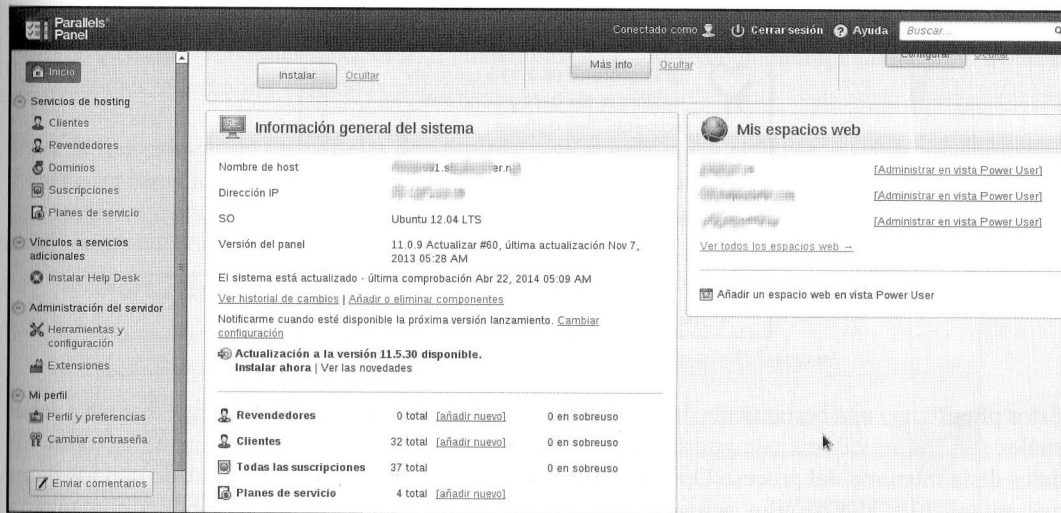 Parallels®
Panel
Conectado como
Cerrar sesión
Ayuda
Buscar...
Inicio
Servicios de hosting
Clientes
Revendedores
Dominios
Suscripciones
Planes de servicio
Vínculos a servicios
adicionales
Instalar Help Desk
Administración del servidor
Herramientas y
configuración
Extensiones
Mi perfil
Perfil y preferencias
Cambiar contraseña
Enviar comentarios
Instalar Ocultar
Más info Ocultar
Configurar Ocultar
Información general del sistema
Nombre de host
Dirección IP
SO Ubuntu 12.04 LTS
Versión del panel 11.0.9 Actualizar #60, última actualización Nov 7,
2013 05:28 AM
El sistema está actualizado · última comprobación Abr 22, 2014 05:09 AM
Ver historial de cambios | Añadir o eliminar componentes
Notificarme cuando esté disponible la próxima versión lanzamiento. Cambiar
configuración
Actualización a la versión 11.5.30 disponible.
Instalar ahora | Ver las novedades
Revendedores 0 total [añadir nuevo] 0 en sobreuso
Clientes 32 total [añadir nuevo] 0 en sobreuso
Todas las suscripciones 37 total 0 en sobreuso
Planes de servicio 4 total [añadir nuevo]
Mis espacios web
[Administrar en vista Power User]
[Administrar en vista Power User]
[Administrar en vista Power User]
Ver todos los espacios web →
Añadir un espacio web en vista Power User